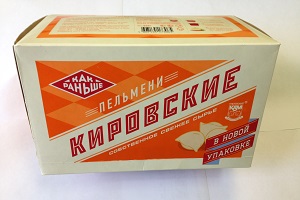 КАК
РАНЬШЕ
ПЕЛЬМЕНИ
КИРОВСКИЕ
СОБСТВЕННОЕ СВЕЖЕЕ СЫРЬЕ
В НОВОЙ
УПАКОВКЕ